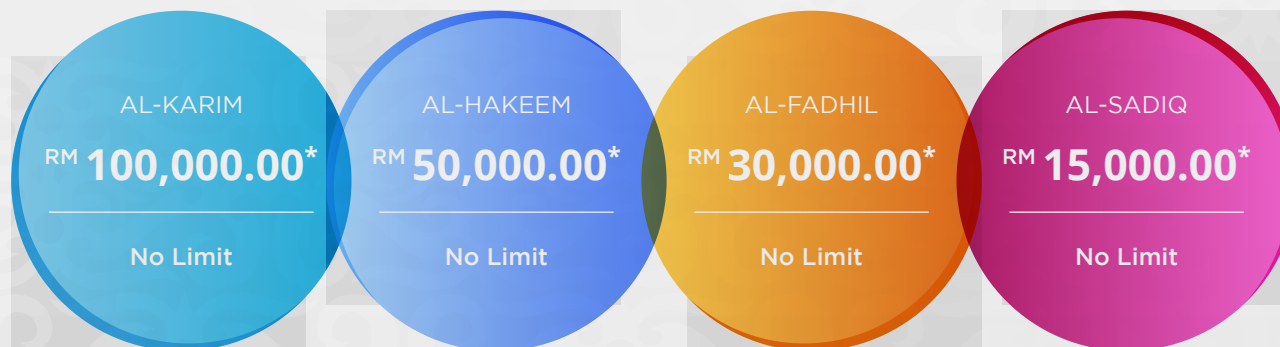 AL-KARIM
RM 100,000.00*
No Limit
AL-HAKEEM
RM 50,000.00*
No Limit
AL-FADHIL
RM 30,000.00*
No Limit
AL-SADIQ
RM 15,000.00*
No Limit